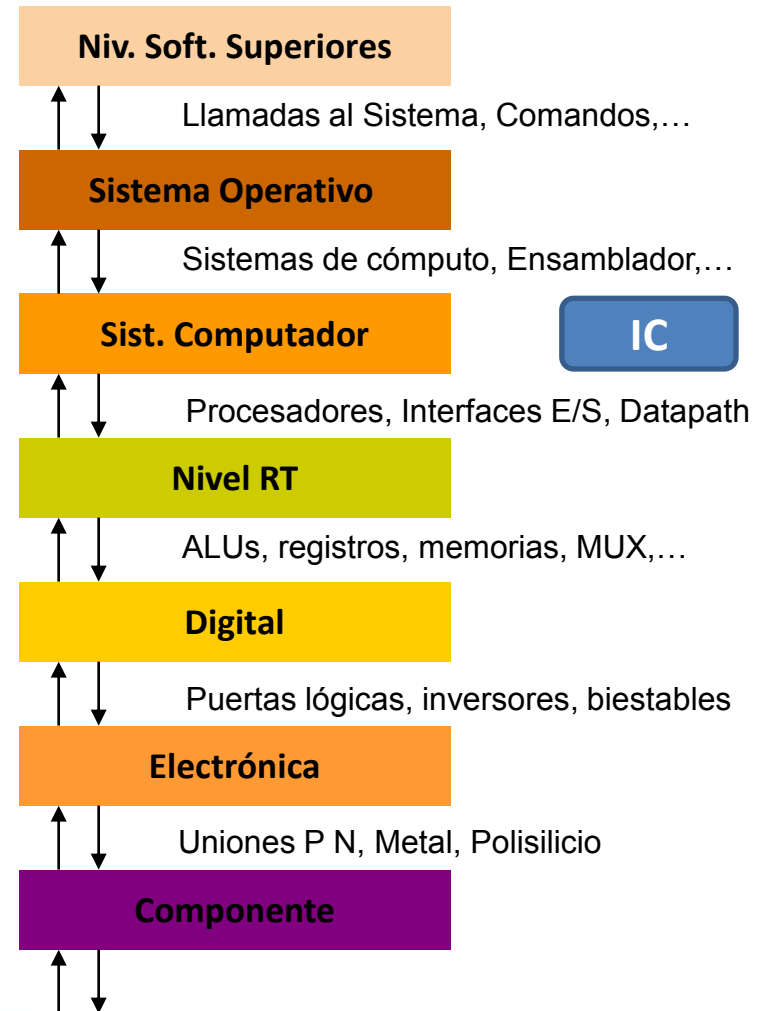 Niv. Soft. Superiores
Llamadas al Sistema, Comandos,…
Sistema Operativo
Sistemas de cómputo, Ensamblador,…
Sist. Computador
IC
Procesadores, Interfaces E/S, Datapath
Nivel RT
ALUs, registros, memorias, MUX,…
Digital
Puertas lógicas, inversores, biestables
Electrónica
Uniones P N, Metal, Polisilicio
Componente